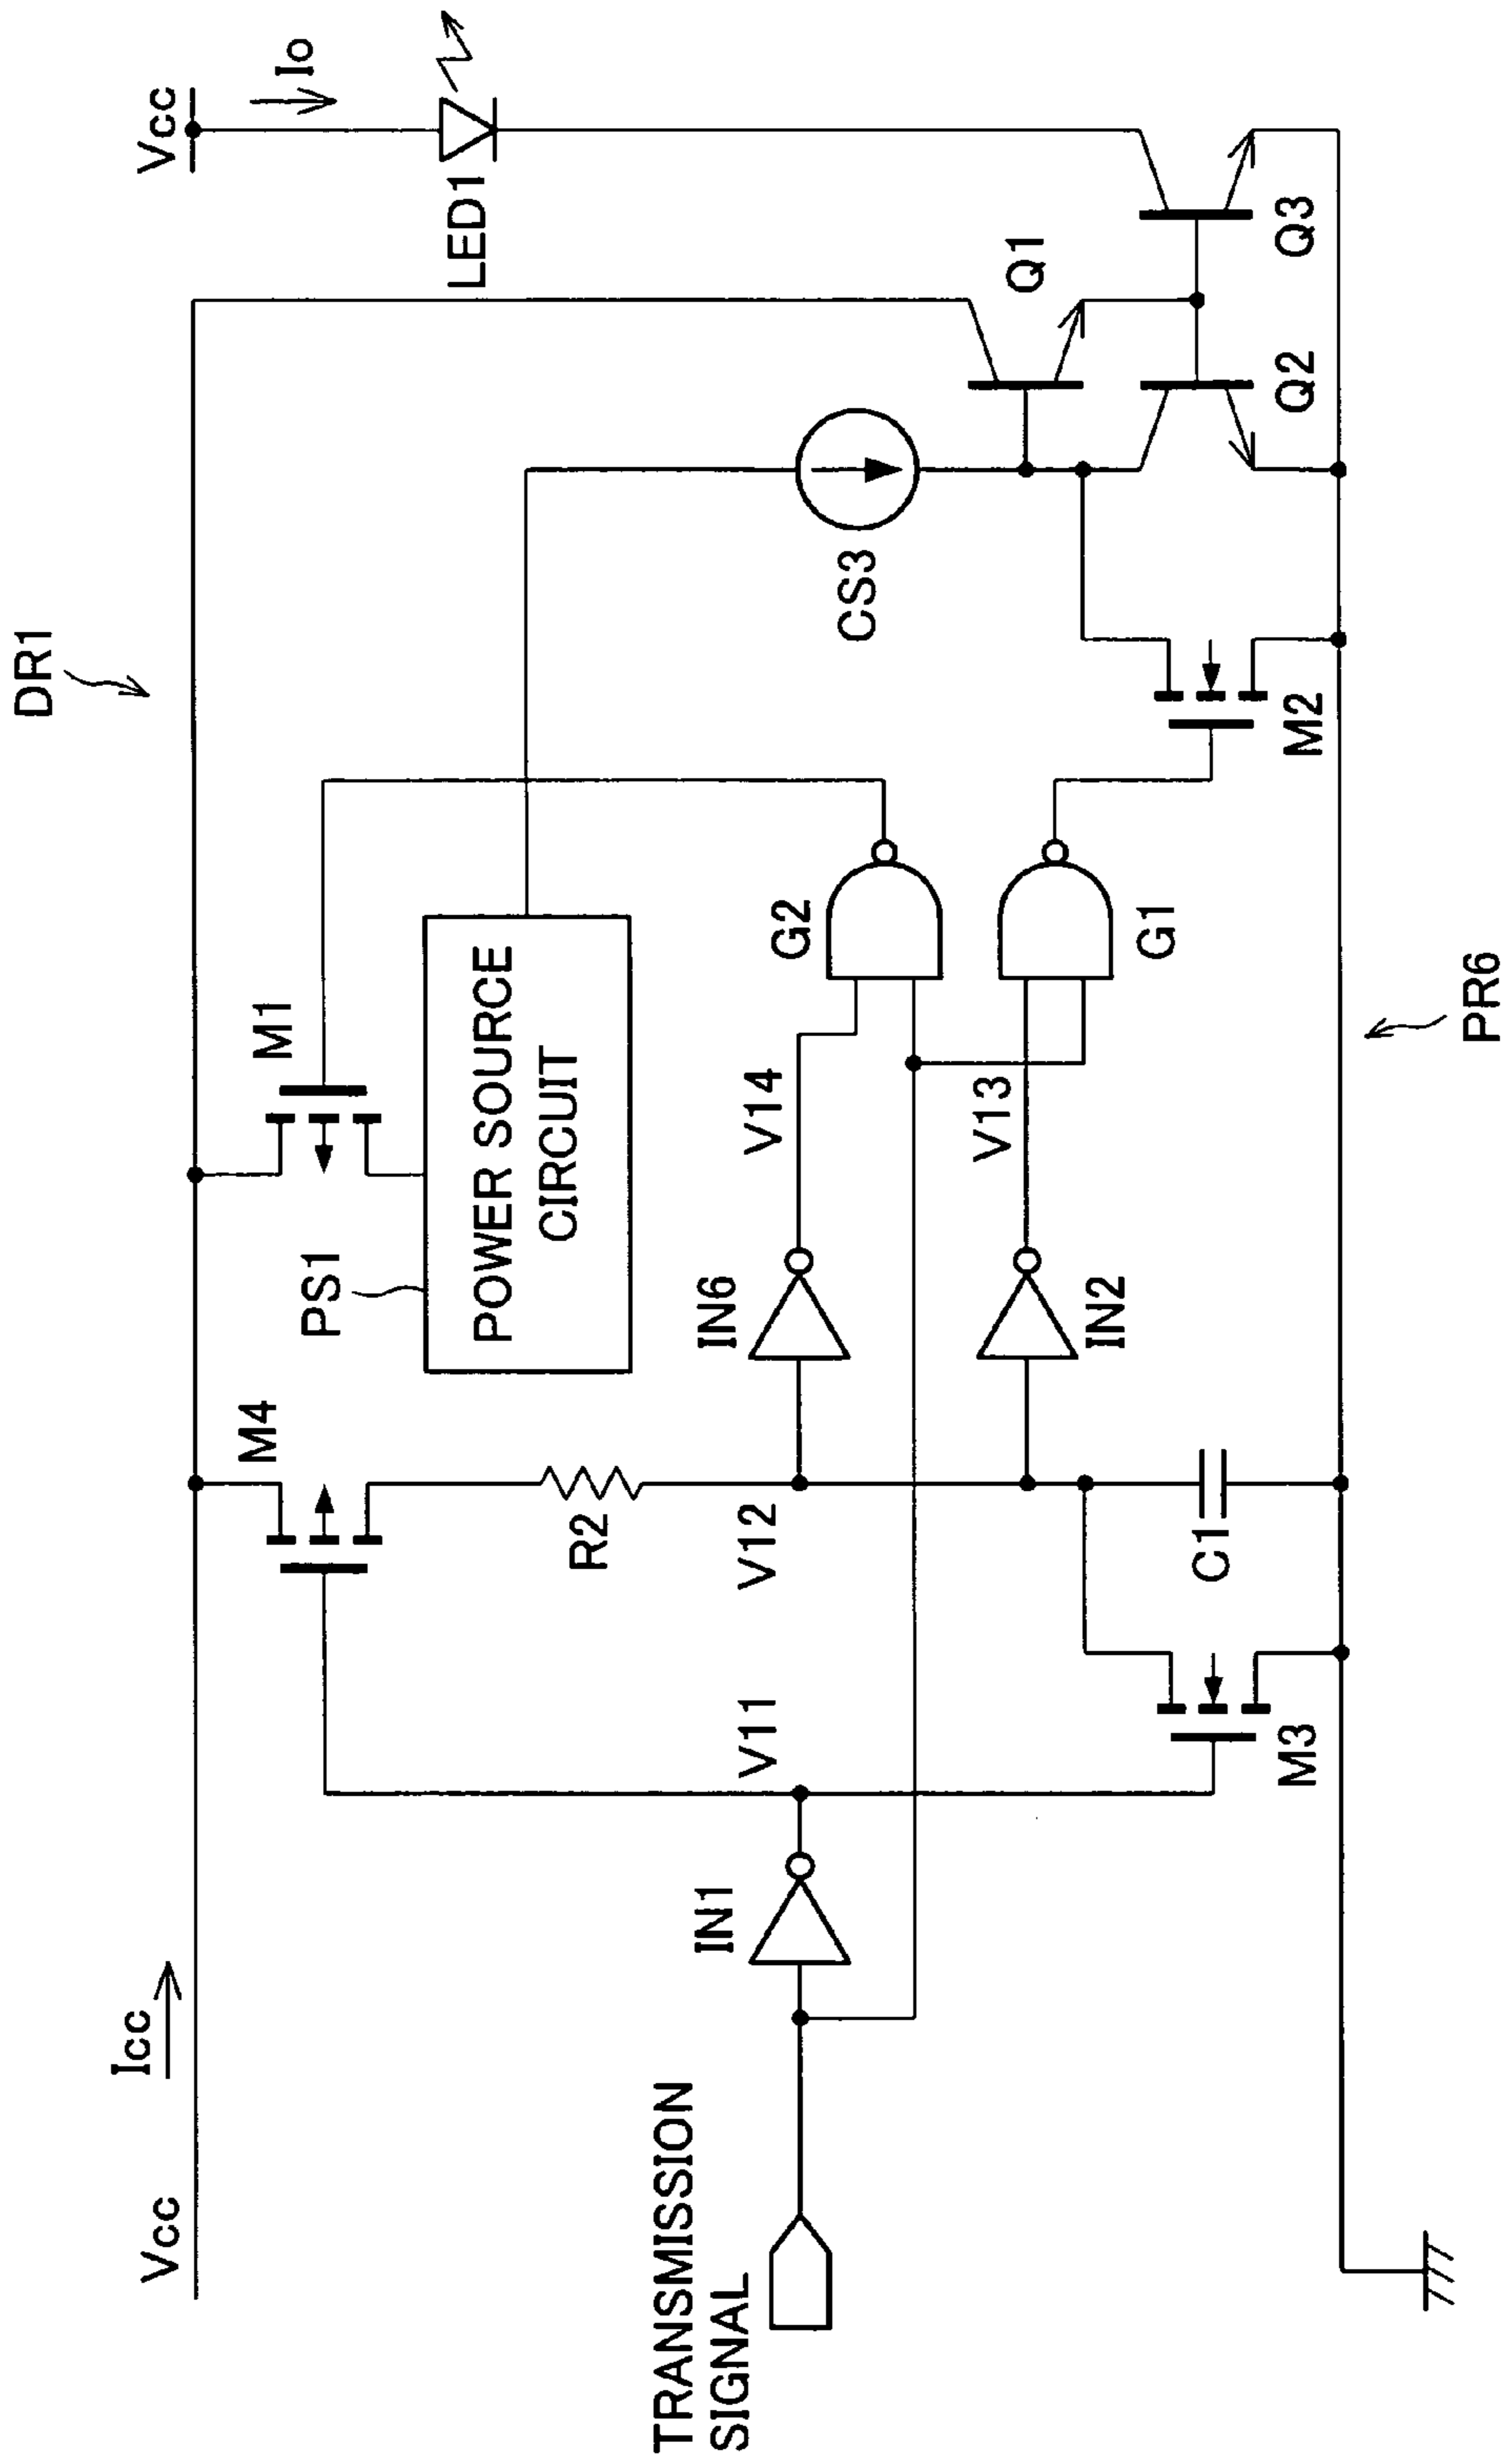 DR1
Vcc
Icc
Vcc
Io
LED1
M4
M1
PS1
POWER SOURCE
CIRCUIT
R2
TRANSMISSION
SIGNAL
IN1
V11
V12
IN6
V14
G2
CS3
Q1
V13
IN2
G1
C1
M3
M2
Q2
Q3
PR6